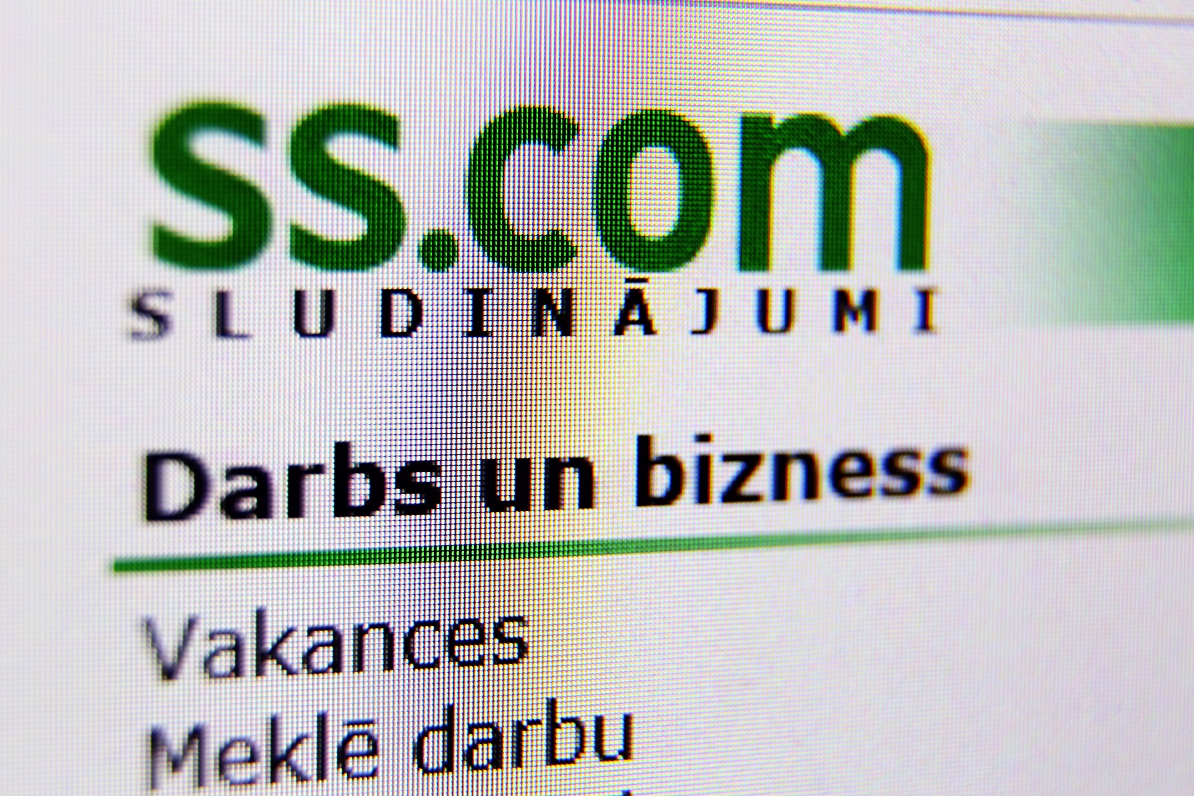 ss.com
SLUDINĀJUMI
Darbs un bizness
Vakances
Meklē darbu